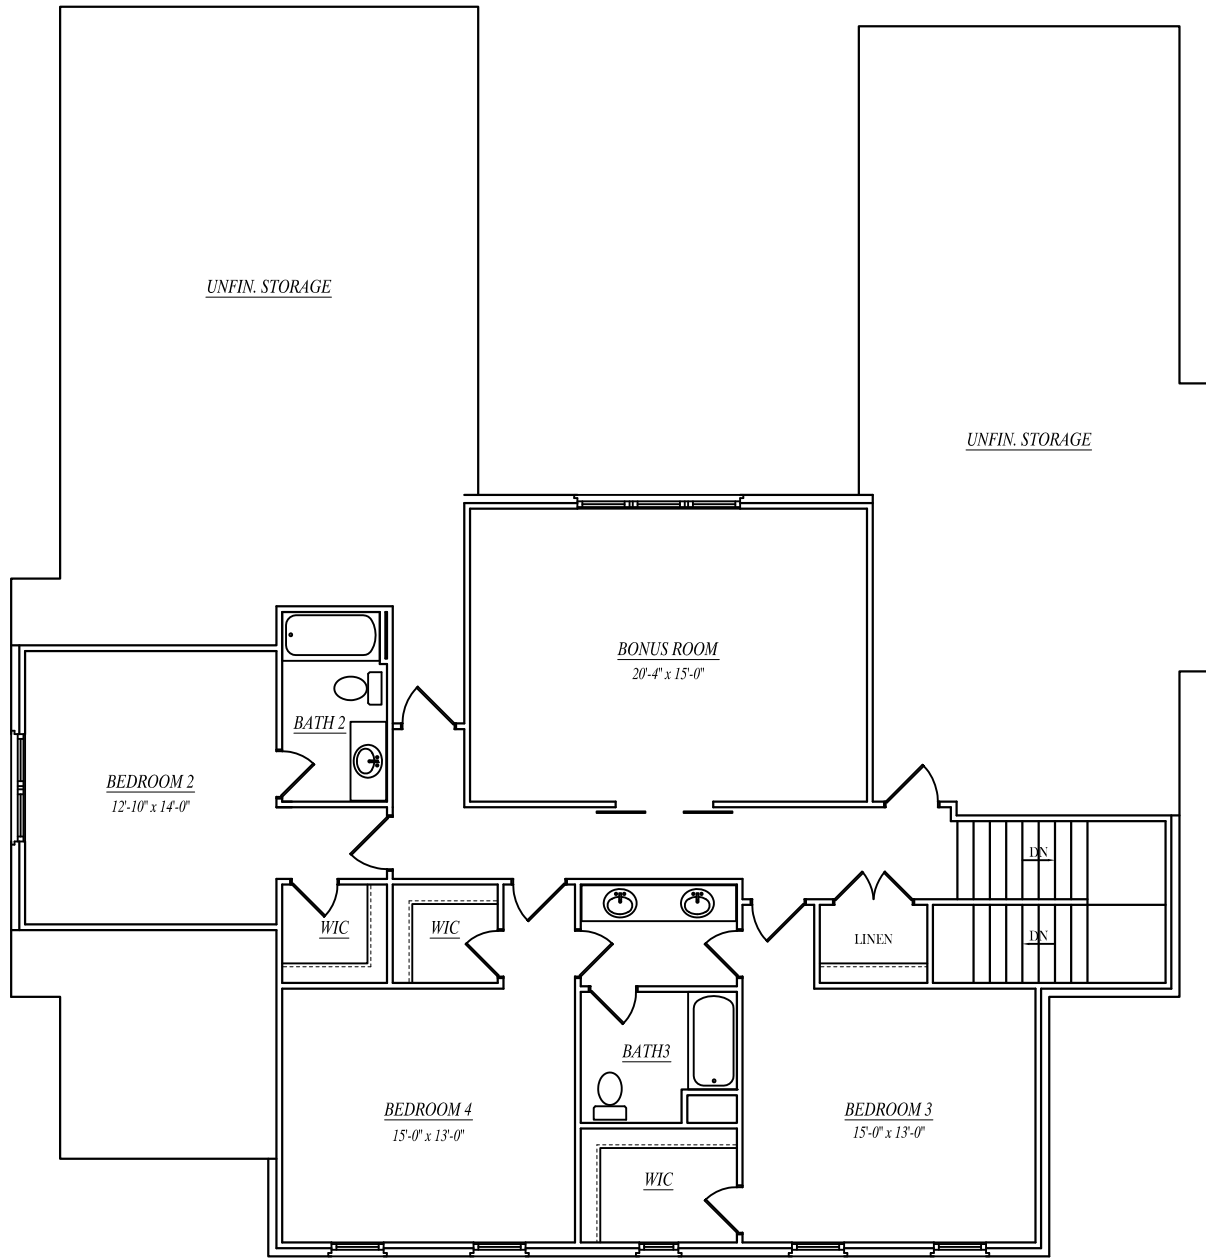 UNFIN. STORAGE
UNFIN. STORAGE
BONUS ROOM
20'-4" x 15'-0"
BATH 2
BEDROOM 2
12'-10" x 14'-0"
DN
WIC
WIC
LINEN
DN
BATH3
BEDROOM 4
15'-0" x 13'-0"
BEDROOM 3
15'-0" x 13'-0"
WIC